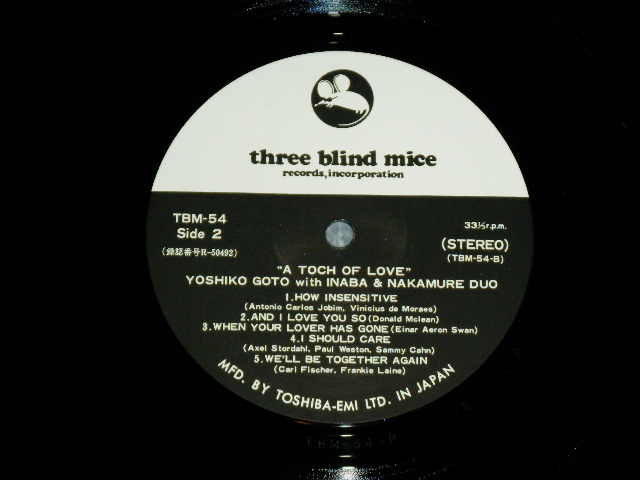 three blind mice
records, incorporation
TBM-54
Side 2
33⅓ r.p.m.
(録認番号R-50492)
(STEREO)
(TBM-54-B)
"A TOCH OF LOVE"
YOSHIKO GOTO with INABA & NAKAMURE DUO
1.HOW INSENSITIVE
(Antonio Carlos Jobim, Vinicius de Moraes)
2.AND I LOVE YOU SO (Donald Mclean)
3.WHEN YOUR LOVER HAS GONE (Einar Aeron Swan)
4.I SHOULD CARE
(Axel Stordahl, Paul Weston, Sammy Cahn)
5.WE'LL BE TOGETHER AGAIN
(Carl Fischer, Frankie Laine)
MFD. BY TOSHIBA-EMI LTD. IN JAPAN